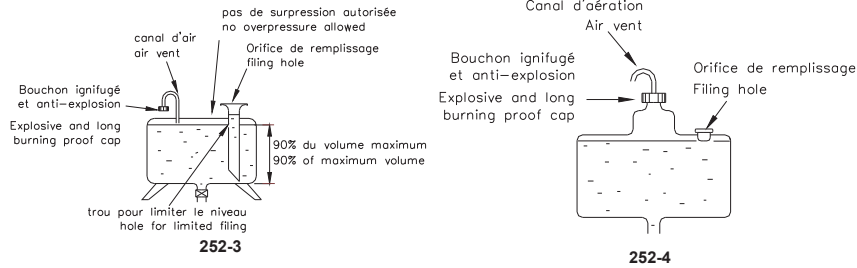 pas de surpression autorisée
no overpressure allowed
canal d'air
air vent
Orifice de remplissage
filing hole
Bouchon ignifugé
et anti-explosion
Explosive and long
burning proof cap
90% du volume maximum
90% of maximum volume
trou pour limiter le niveau
hole for limited filing
252-3
Canal d'aération
Air vent
Bouchon ignifugé
et anti-explosion
Explosive and long
burning proof cap
Orifice de remplissage
Filing hole
252-4